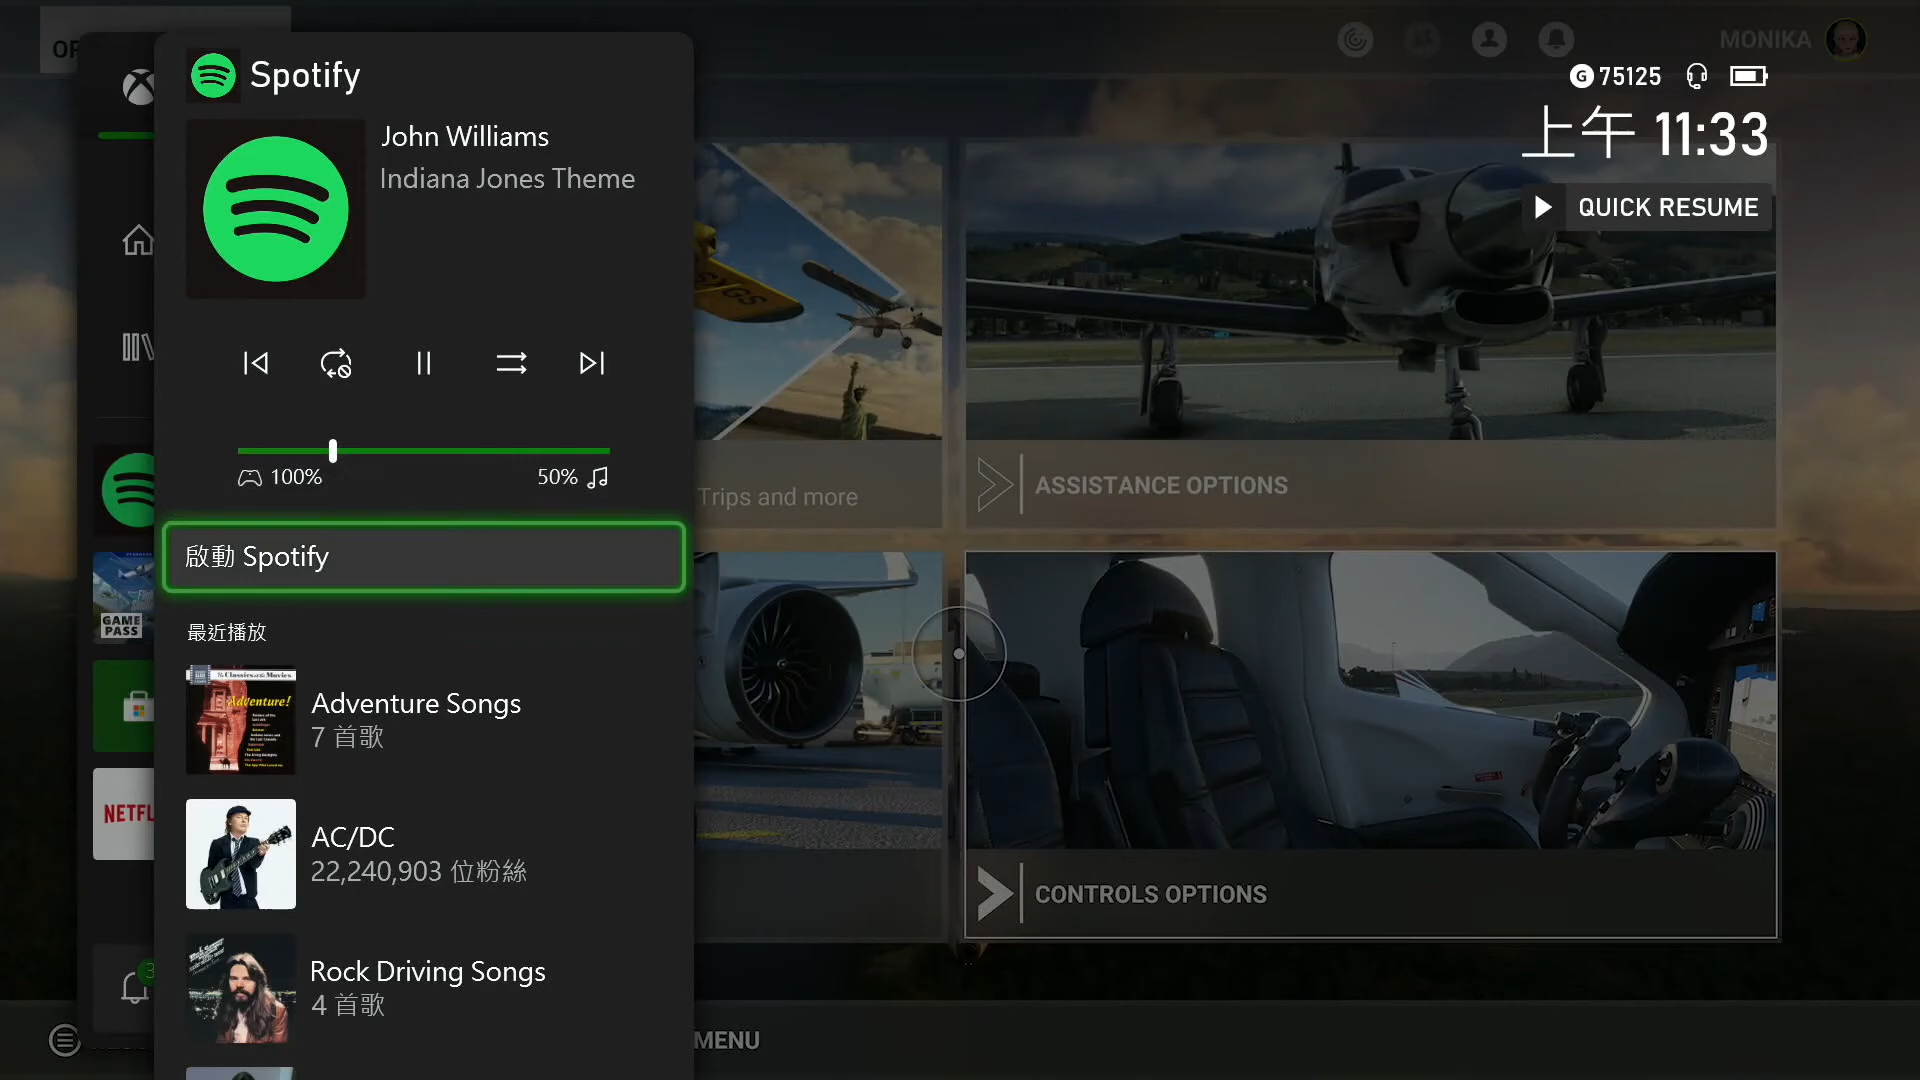 MONIKA
G 75125
上午 11:33
QUICK RESUME
Spotify
John Williams
Indiana Jones Theme
100%
50%
啟動 Spotify
最近播放
Adventure Songs
7 首歌
AC/DC
22,240,903 位粉絲
Rock Driving Songs
4 首歌
GAME
PASS
NETFL
3
Adventure!
Trips and more
ASSISTANCE OPTIONS
CONTROLS OPTIONS
MENU